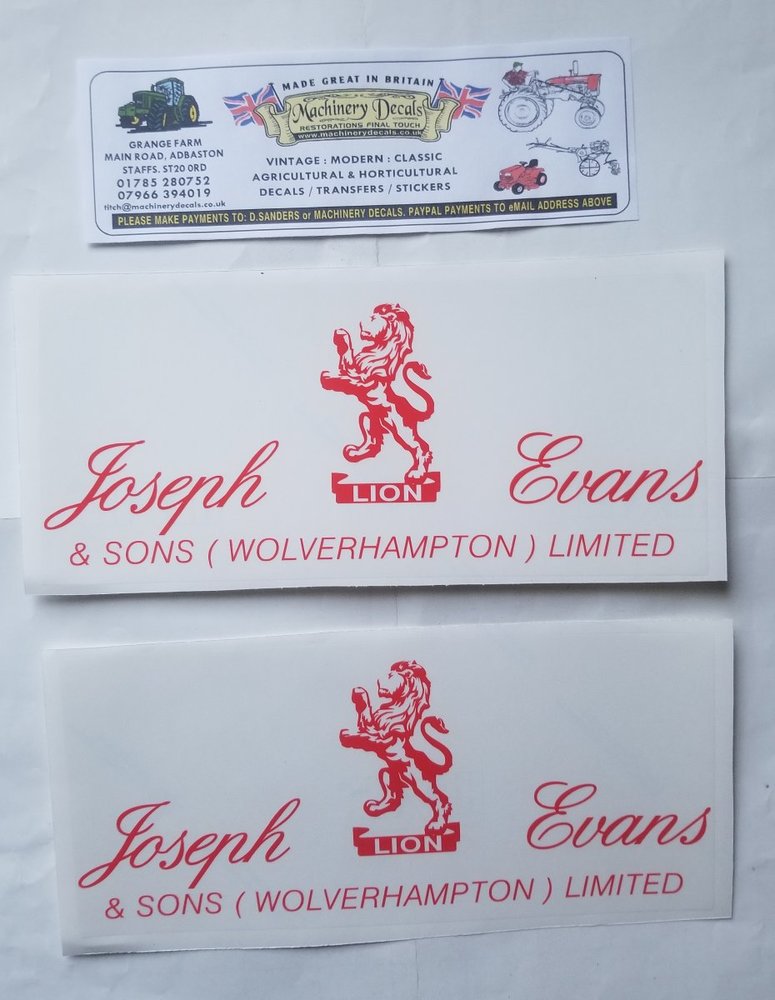 MADE GREAT IN BRITAIN
Machinery Decals
RESTORATIONS FINAL TOUCH
www.machinerydecals.co.uk
GRANGE FARM
MAIN ROAD, ADBASTON
STAFFS. ST20 0RD
01785 280752
07966 394019
titch@machinerydecals.co.uk
VINTAGE : MODERN : CLASSIC
AGRICULTURAL & HORTICULTURAL
DECALS / TRANSFERS / STICKERS
PLEASE MAKE PAYMENTS TO: D.SANDERS or MACHINERY DECALS. PAYPAL PAYMENTS TO eMAIL ADDRESS ABOVE
Joseph Evans
LION
& SONS ( WOLVERHAMPTON ) LIMITED
Joseph Evans
LION
& SONS ( WOLVERHAMPTON ) LIMITED